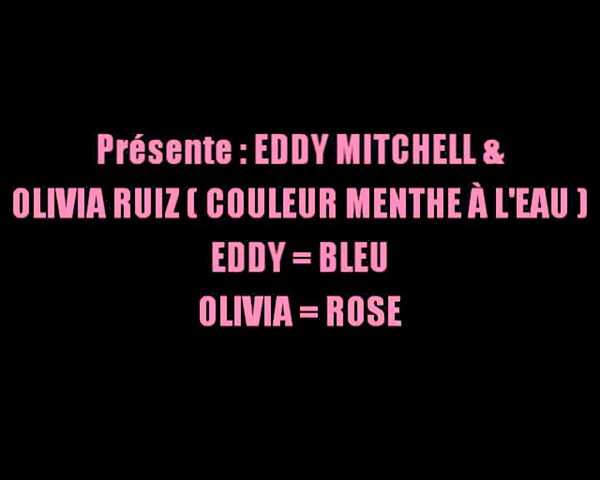 Présente : EDDY MITCHELL &
OLIVIA RUIZ ( COULEUR MENTHE À L'EAU )
EDDY = BLEU
OLIVIA = ROSE